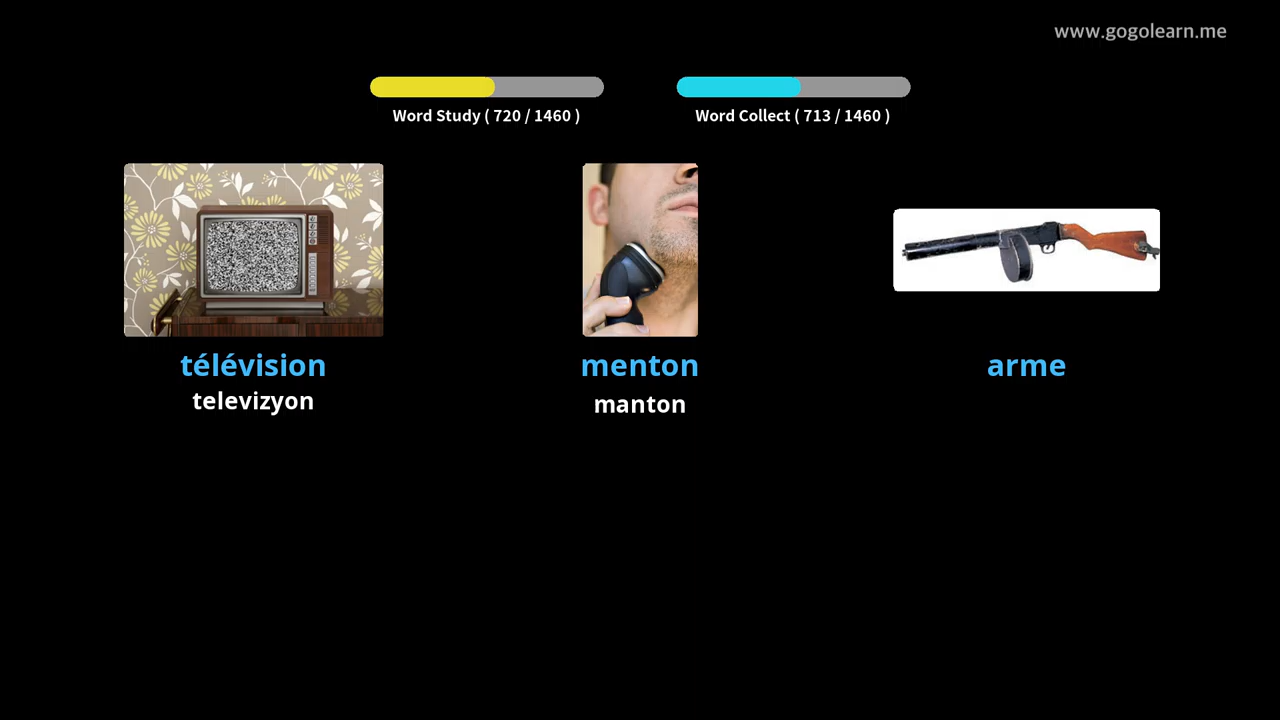 www.gogolearn.me
Word Study ( 720 / 1460 )
Word Collect ( 713 / 1460 )
télévision
menton
arme
televizyon
manton